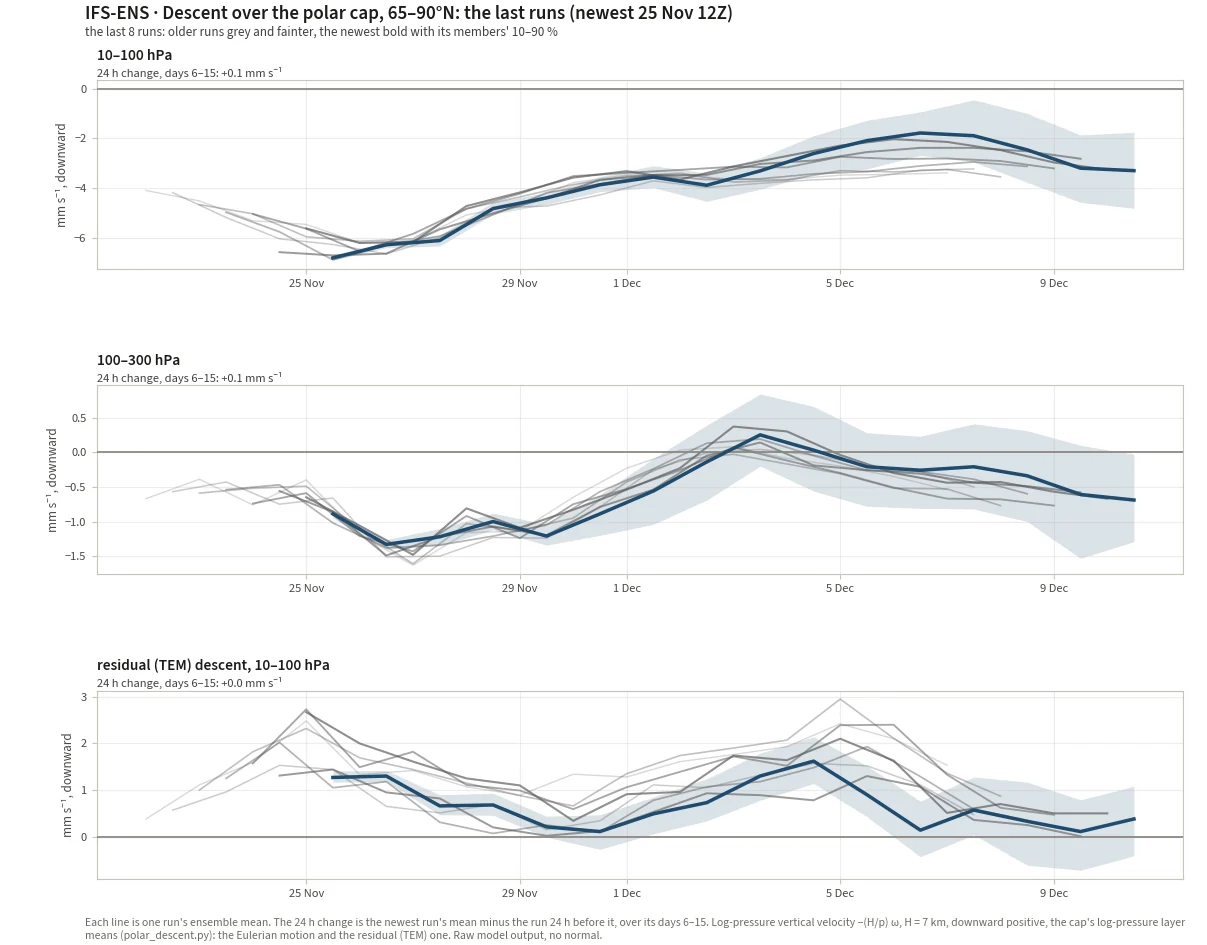 IFS-ENS · Descent over the polar cap, 65–90°N: the last runs (newest 25 Nov 12Z)
the last 8 runs: older runs grey and fainter, the newest bold with its members' 10–90 %
10–100 hPa
24 h change, days 6–15: +0.1 mm s⁻¹
0
−2
−4
−6
mm s⁻¹, downward
25 Nov
29 Nov
1 Dec
5 Dec
9 Dec
100–300 hPa
24 h change, days 6–15: +0.1 mm s⁻¹
0.5
0.0
−0.5
−1.0
−1.5
mm s⁻¹, downward
25 Nov
29 Nov
1 Dec
5 Dec
9 Dec
residual (TEM) descent, 10–100 hPa
24 h change, days 6–15: +0.0 mm s⁻¹
3
2
1
0
mm s⁻¹, downward
25 Nov
29 Nov
1 Dec
5 Dec
9 Dec
Each line is one run's ensemble mean. The 24 h change is the newest run's mean minus the run 24 h before it, over its days 6–15. Log-pressure vertical velocity −(H/p) ω, H = 7 km, downward positive, the cap's log-pressure layer
means (polar_descent.py): the Eulerian motion and the residual (TEM) one. Raw model output, no normal.